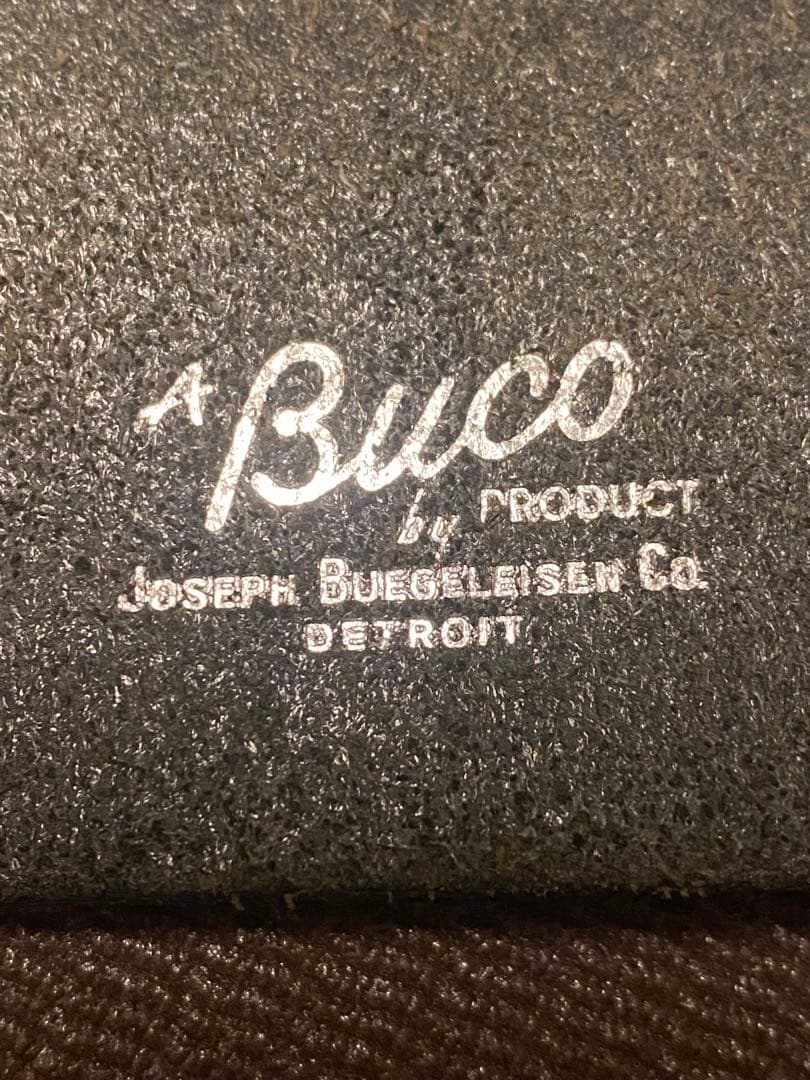 A Buco
PRODUCT
by
JOSEPH BUEGELEISEN CO.
DETROIT